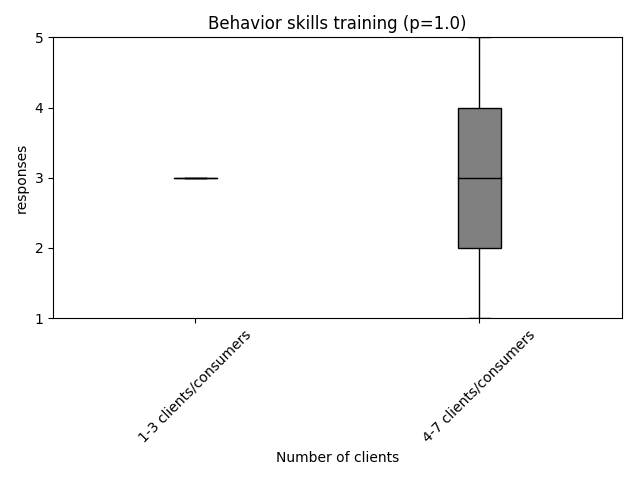 Behavior skills training (p=1.0)
5
4
3
2
1
responses
1-3 clients/consumers
4-7 clients/consumers
Number of clients